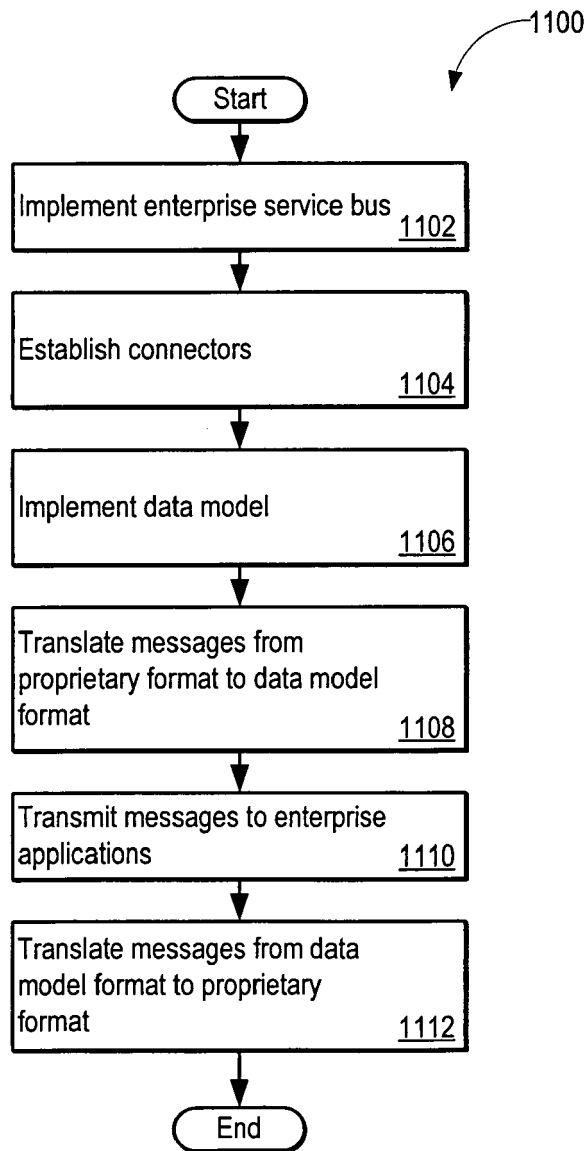 1100
Start
Implement enterprise service bus
1102
Establish connectors
1104
Implement data model
1106
Translate messages from
proprietary format to data model
format
1108
Transmit messages to enterprise
applications
1110
Translate messages from data
model format to proprietary
format
1112
End